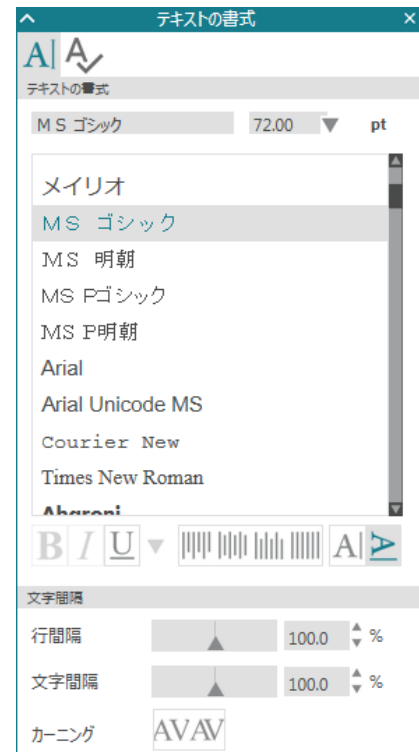 テキストの書式
テキストの書式
ＭＳ ゴシック 72.00 pt
メイリオ
ＭＳ ゴシック
ＭＳ 明朝
ＭＳ Ｐゴシック
ＭＳ Ｐ明朝
Arial
Arial Unicode MS
Courier New
Times New Roman
Aharoni
B I U A A
文字間隔
行間隔 100.0 %
文字間隔 100.0 %
カーニング AV AV